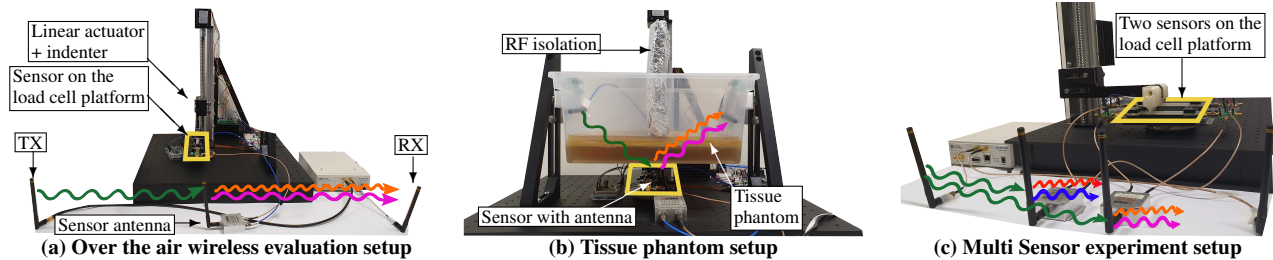 Linear actuator
+ indenter
Sensor on the
load cell platform
TX
RX
Sensor antenna
(a) Over the air wireless evaluation setup
RF isolation
Sensor with antenna
Tissue
phantom
(b) Tissue phantom setup
Two sensors on the
load cell platform
(c) Multi Sensor experiment setup